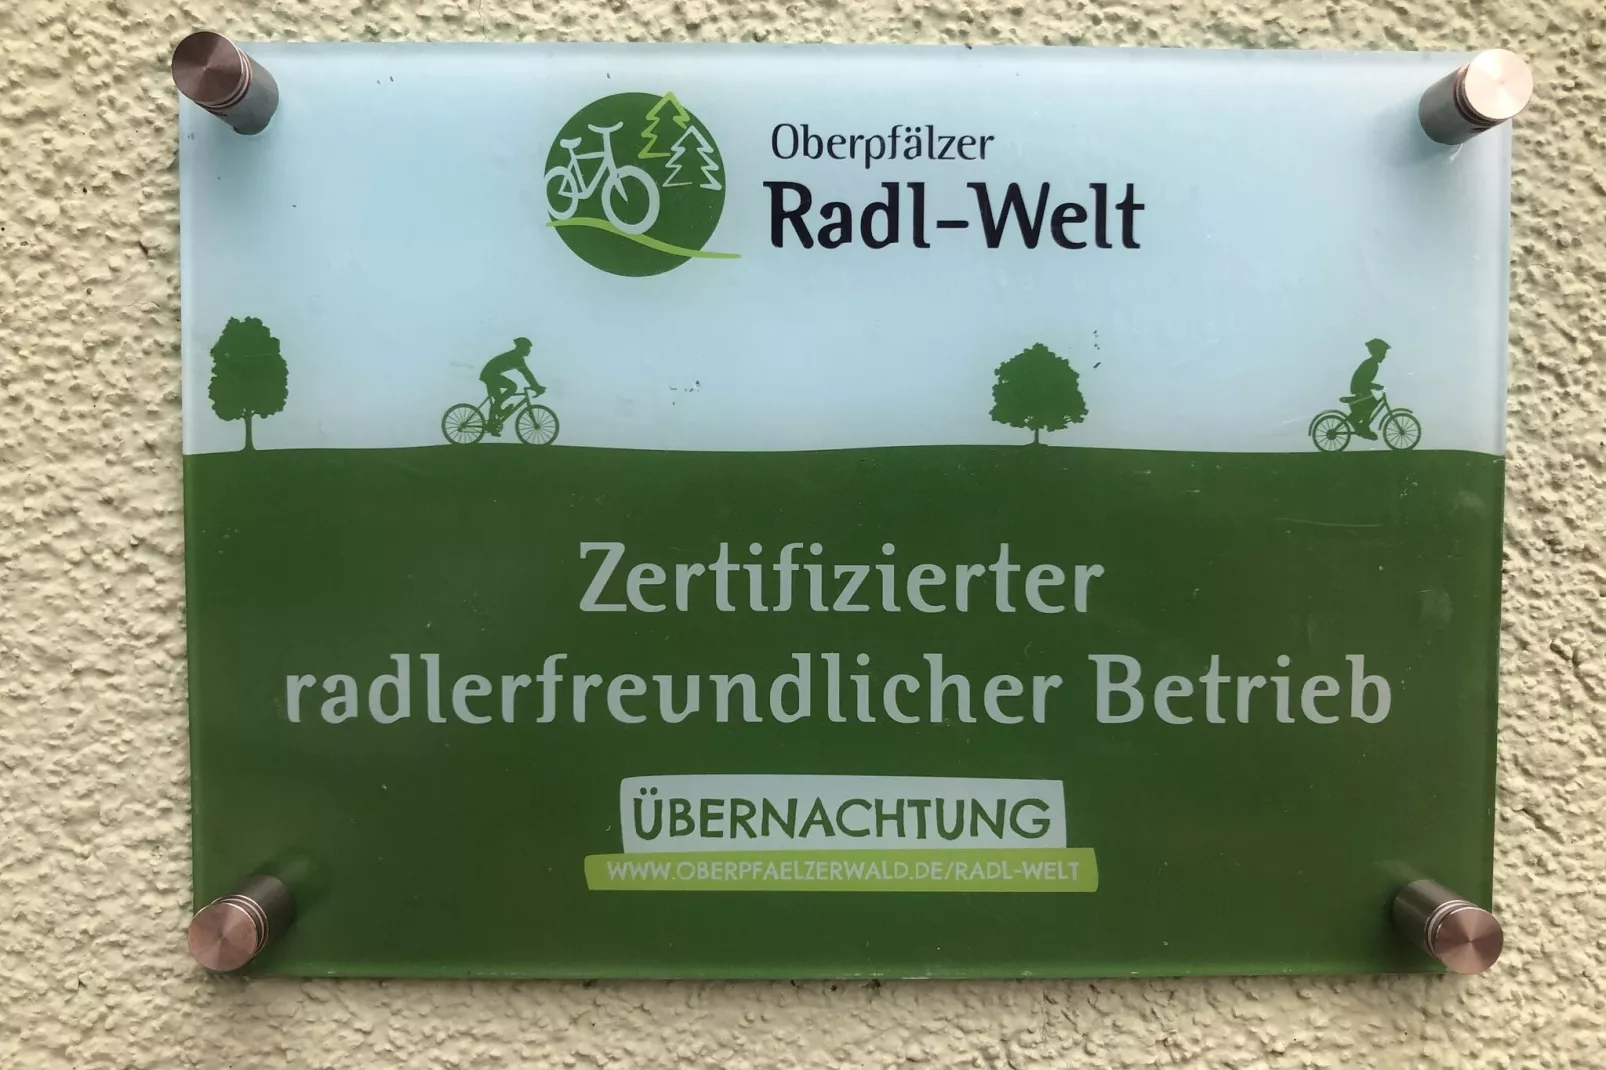 Oberpfälzer
Radl-Welt
Zertifizierter
radlerfreundlicher Betrieb
ÜBERNACHTUNG
WWW.OBERPFAELZERWALD.DE/RADL-WELT